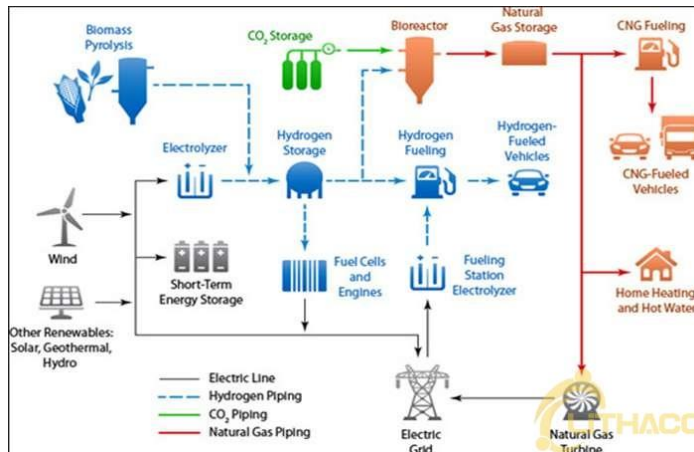 Biomass
Pyrolysis
CO₂ Storage
Bioreactor
Natural
Gas Storage
CNG Fueling
Electrolyzer
Hydrogen
Storage
Hydrogen
Fueling
Hydrogen-
Fueled
Vehicles
CNG-Fueled
Vehicles
Wind
Short-Term
Energy Storage
Fuel Cells
and
Engines
Fueling
Station
Electrolyzer
Home Heating
and Hot Water
Other Renewables:
Solar, Geothermal,
Hydro
Electric Line
Hydrogen Piping
CO₂ Piping
Natural Gas Piping
Electric
Grid
Natural Gas
Turbine
LITHACO